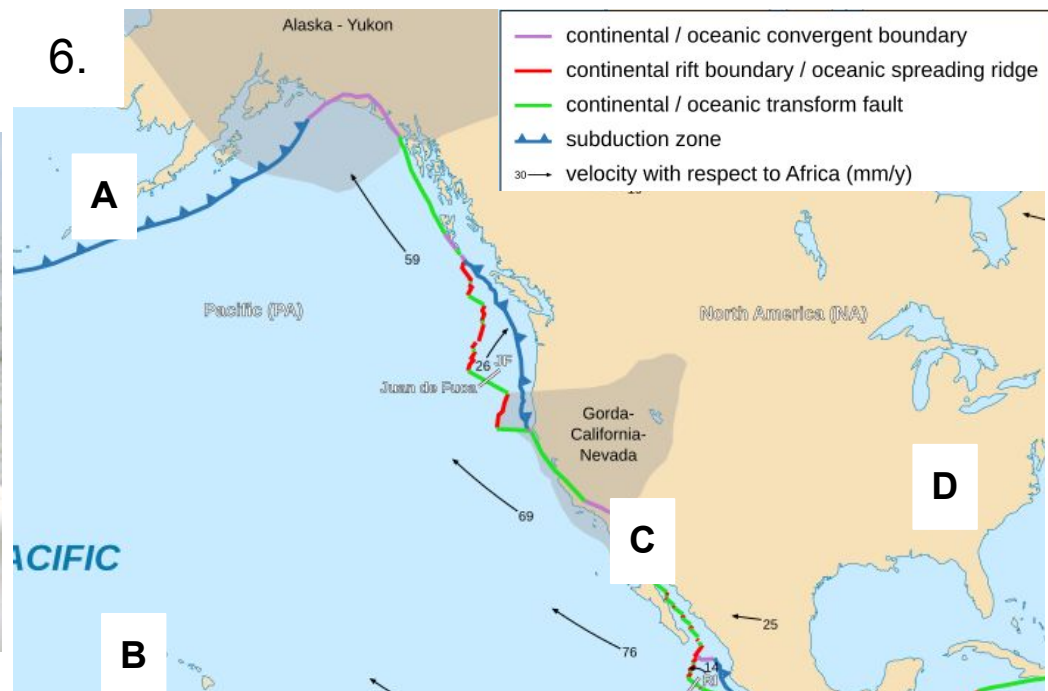 6.
Alaska - Yukon
continental / oceanic convergent boundary
continental rift boundary / oceanic spreading ridge
continental / oceanic transform fault
subduction zone
30 velocity with respect to Africa (mm/y)
A
59
Pacific (PA)
North America (NA)
26
JF
Juan de Fuca
Gorda-
California-
Nevada
D
69
C
ACIFIC
25
76
B
14
RI